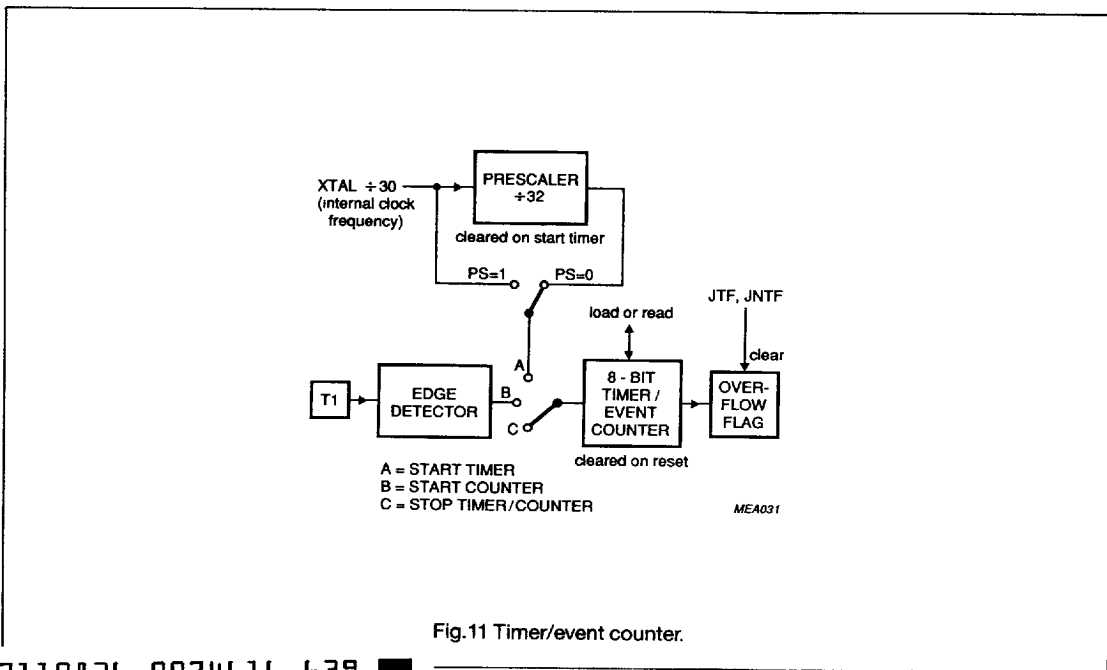 XTAL ÷30
(internal clock
frequency)
PRESCALER
÷32
cleared on start timer
PS=1
PS=0
JTF, JNTF
load or read
clear
A
B
C
T1
EDGE
DETECTOR
8 - BIT
TIMER /
EVENT
COUNTER
OVER-
FLOW
FLAG
cleared on reset
A = START TIMER
B = START COUNTER
C = STOP TIMER/COUNTER
MEA031
Fig.11 Timer/event counter.